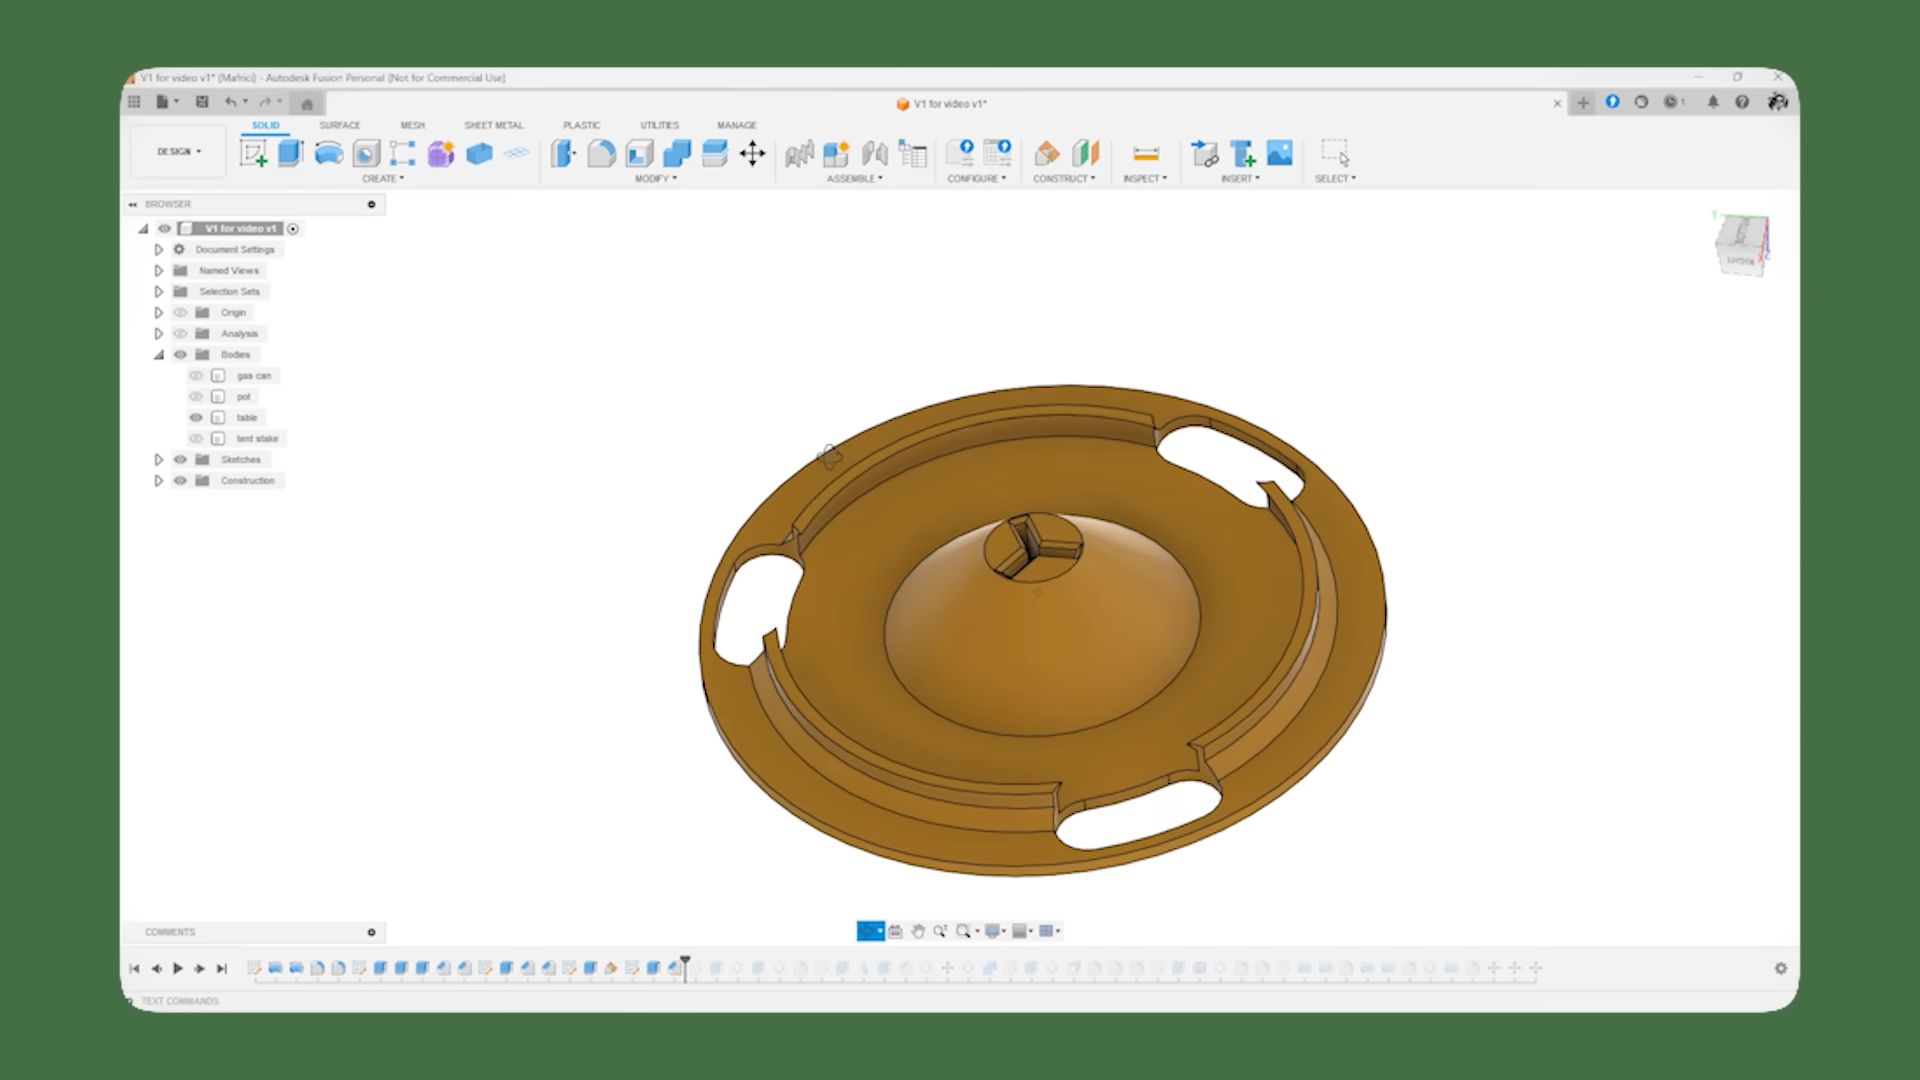 V1 for video v1* (Mafrici) - Autodesk Fusion Personal (Not for Commercial Use)
V1 for video v1*
1
DESIGN
SOLID SURFACE MESH SHEET METAL PLASTIC UTILITIES MANAGE
CREATE MODIFY ASSEMBLE CONFIGURE CONSTRUCT INSPECT INSERT SELECT
BROWSER
V1 for video v1
Document Settings
Named Views
Selection Sets
Origin
Analysis
Bodies
gas can
pot
table
tent stake
Sketches
Construction
Y
RIGHT
Z
COMMENTS
TEXT COMMANDS